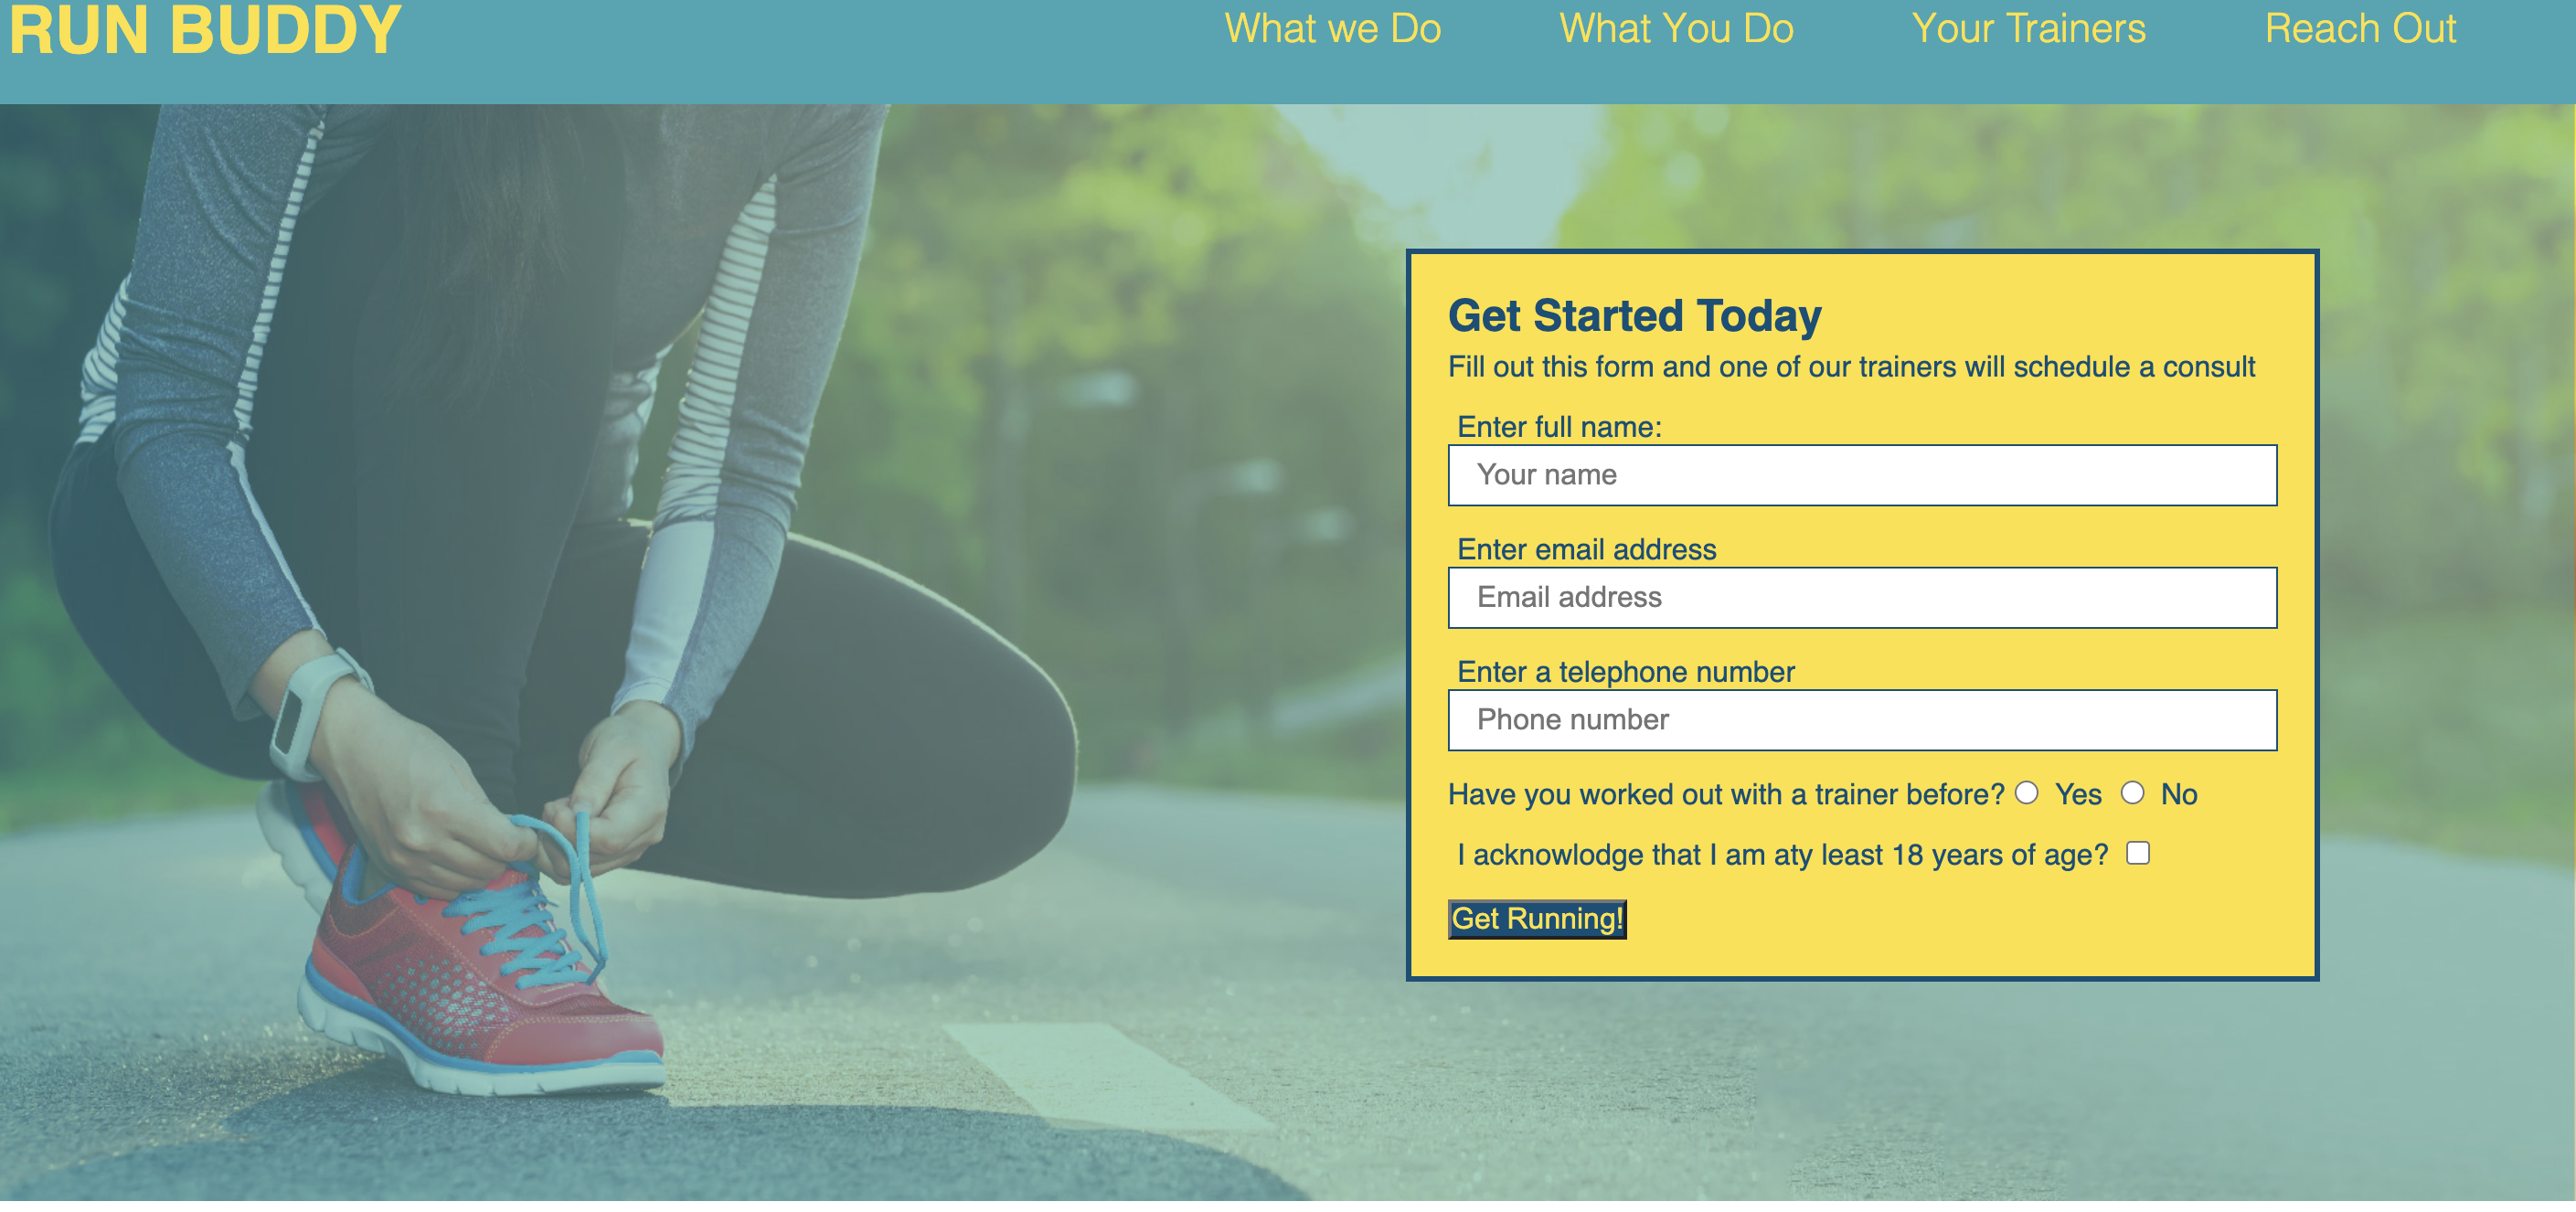 RUN BUDDY
What we Do What You Do Your Trainers Reach Out
Get Started Today
Fill out this form and one of our trainers will schedule a consult
Enter full name:
Your name
Enter email address
Email address
Enter a telephone number
Phone number
Have you worked out with a trainer before? Yes No
I acknowlodge that I am aty least 18 years of age?
Get Running!